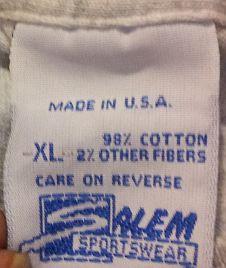 MADE IN U.S.A.
98% COTTON
-XL- 2% OTHER FIBERS
CARE ON REVERSE
SALEM
SPORTSWEAR